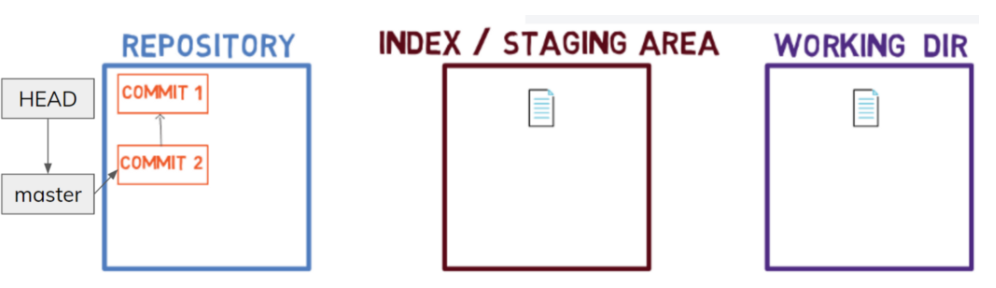 REPOSITORY
INDEX / STAGING AREA
WORKING DIR
HEAD
COMMIT 1
COMMIT 2
master